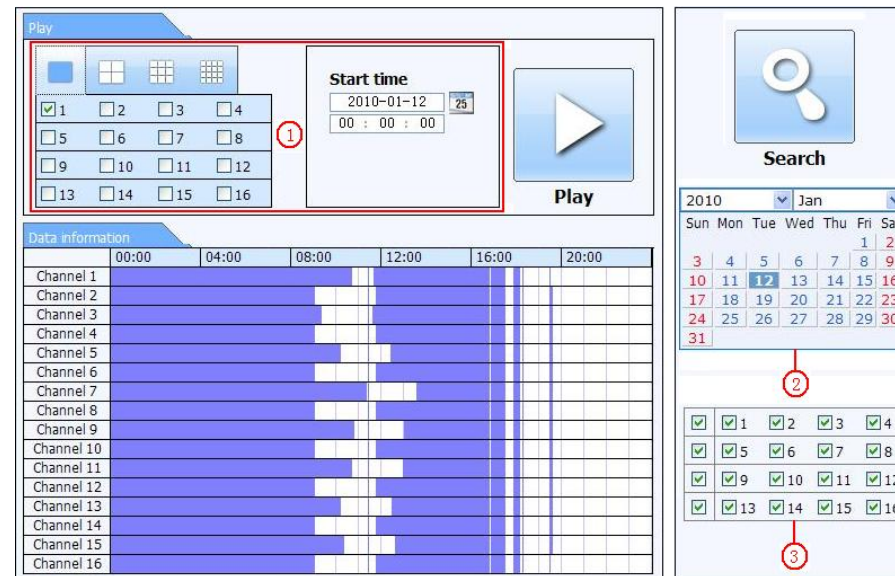 Play
Start time
2010-01-12 25
00 : 00 : 00
1 2 3 4
5 6 7 8
9 10 11 12
13 14 15 16
1
Play
Data information
00:00 04:00 08:00 12:00 16:00 20:00
Channel 1
Channel 2
Channel 3
Channel 4
Channel 5
Channel 6
Channel 7
Channel 8
Channel 9
Channel 10
Channel 11
Channel 12
Channel 13
Channel 14
Channel 15
Channel 16
Search
2010 Jan
Sun Mon Tue Wed Thu Fri Sa
1 2
3 4 5 6 7 8 9
10 11 12 13 14 15 16
17 18 19 20 21 22 23
24 25 26 27 28 29 30
31
2
1 2 3 4
5 6 7 8
9 10 11 12
13 14 15 16
3